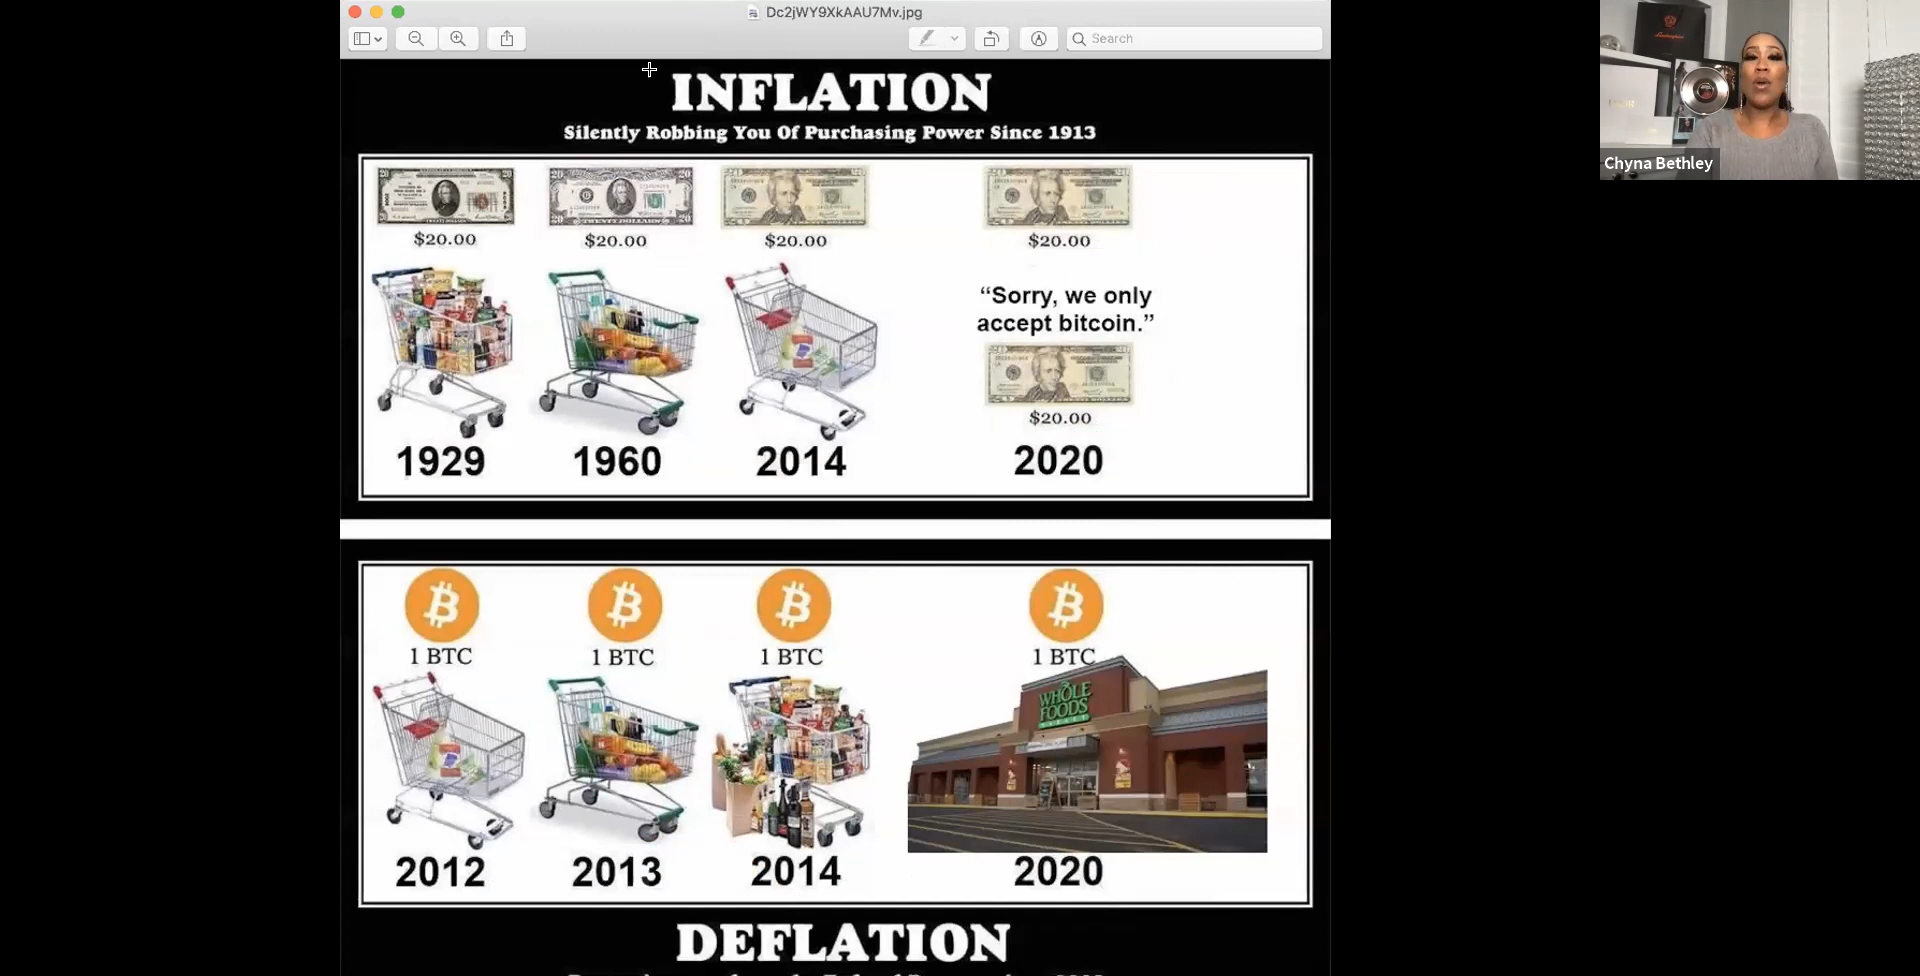 Dc2jWY9XkAAU7Mv.jpg
Search
INFLATION
Silently Robbing You Of Purchasing Power Since 1913
$20.00
$20.00
$20.00
$20.00
“Sorry, we only
accept bitcoin.”
$20.00
1929
1960
2014
2020
1 BTC
1 BTC
1 BTC
1 BTC
WHOLE
FOODS
MARKET
2012
2013
2014
2020
DEFLATION
Chyna Bethley